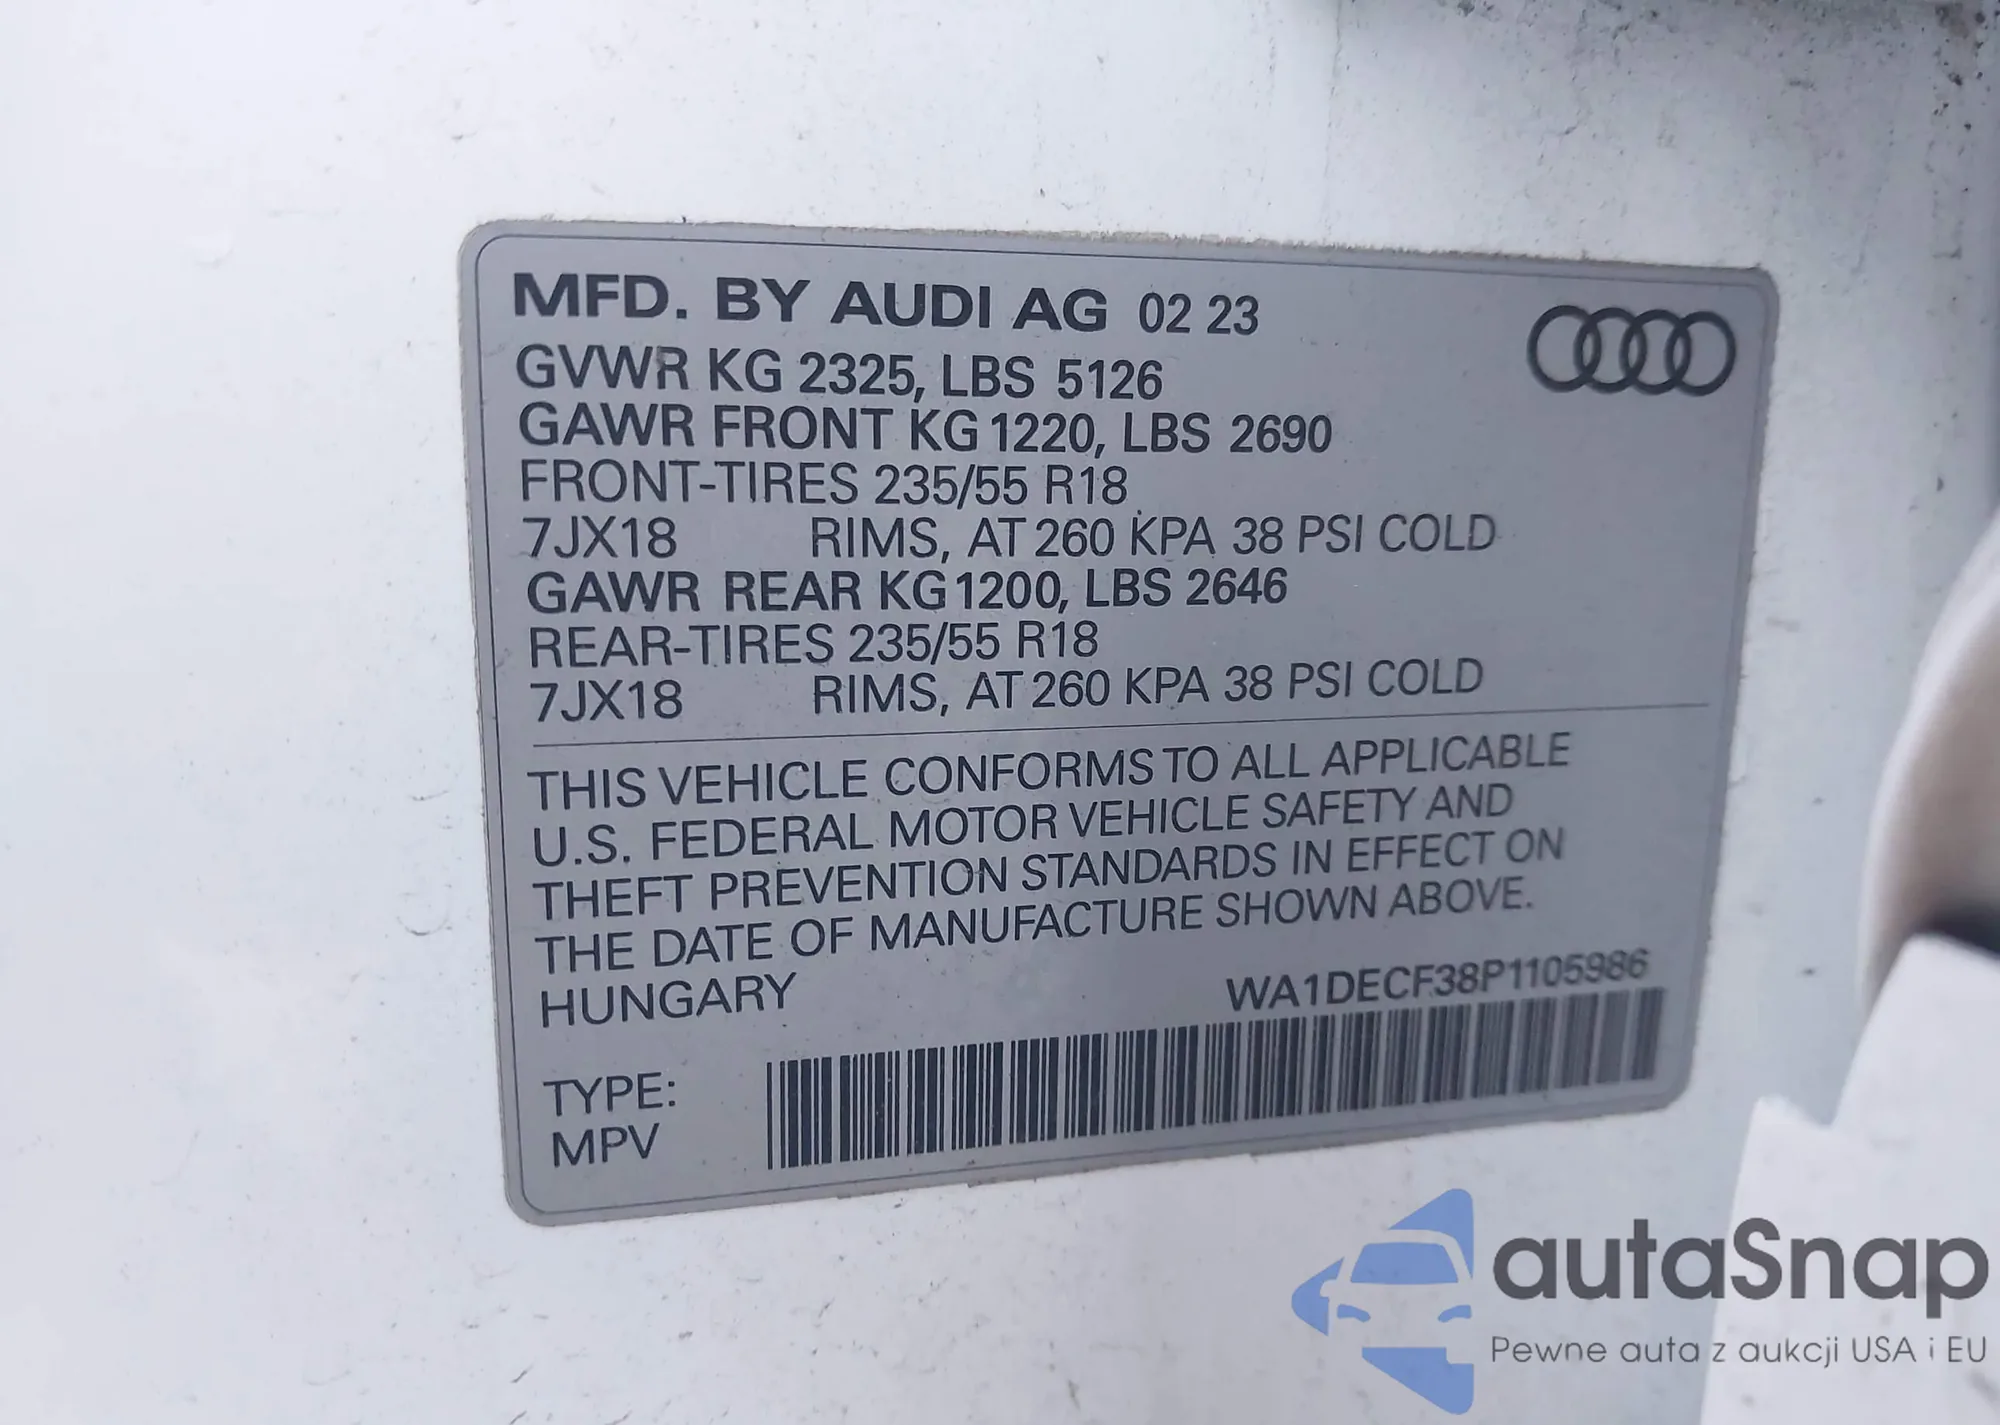 MFD. BY AUDI AG 02 23
GVWR KG 2325, LBS 5126
GAWR FRONT KG 1220, LBS 2690
FRONT-TIRES 235/55 R18
7JX18 RIMS, AT 260 KPA 38 PSI COLD
GAWR REAR KG 1200, LBS 2646
REAR-TIRES 235/55 R18
7JX18 RIMS, AT 260 KPA 38 PSI COLD
THIS VEHICLE CONFORMS TO ALL APPLICABLE
U.S. FEDERAL MOTOR VEHICLE SAFETY AND
THEFT PREVENTION STANDARDS IN EFFECT ON
THE DATE OF MANUFACTURE SHOWN ABOVE.
HUNGARY WA1DECF38P1105986
TYPE:
MPV
autaSnap
Pewne auta z aukcji USA i EU